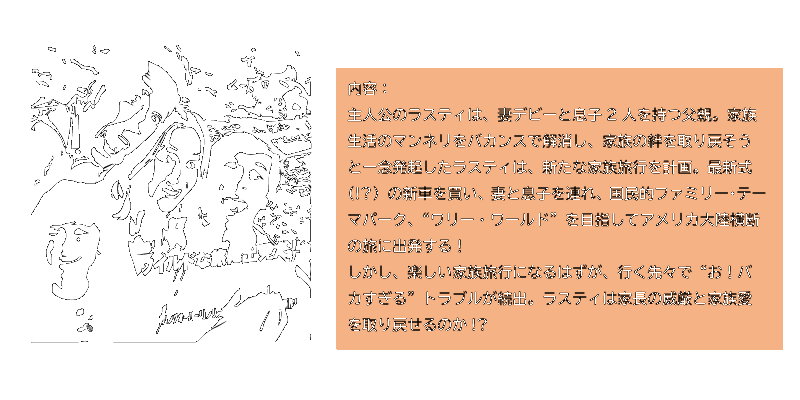 内容：
主人公のラスティは、妻デビーと息子２人を持つ父親。家族
生活のマンネリをバカンスで解消し、家族の絆を取り戻そう
と一念発起したラスティは、新たな家族旅行を計画。最新式
(!?) の新車を買い、妻と息子を連れ、国民的ファミリー・テー
マパーク、“ワリー・ワールド” を目指してアメリカ大陸横断
の旅に出発する！
しかし、楽しい家族旅行になるはずが、行く先々で “お！バ
カすぎる” トラブルが続出。ラスティは家長の威厳と家族愛
を取り戻せるのか!?